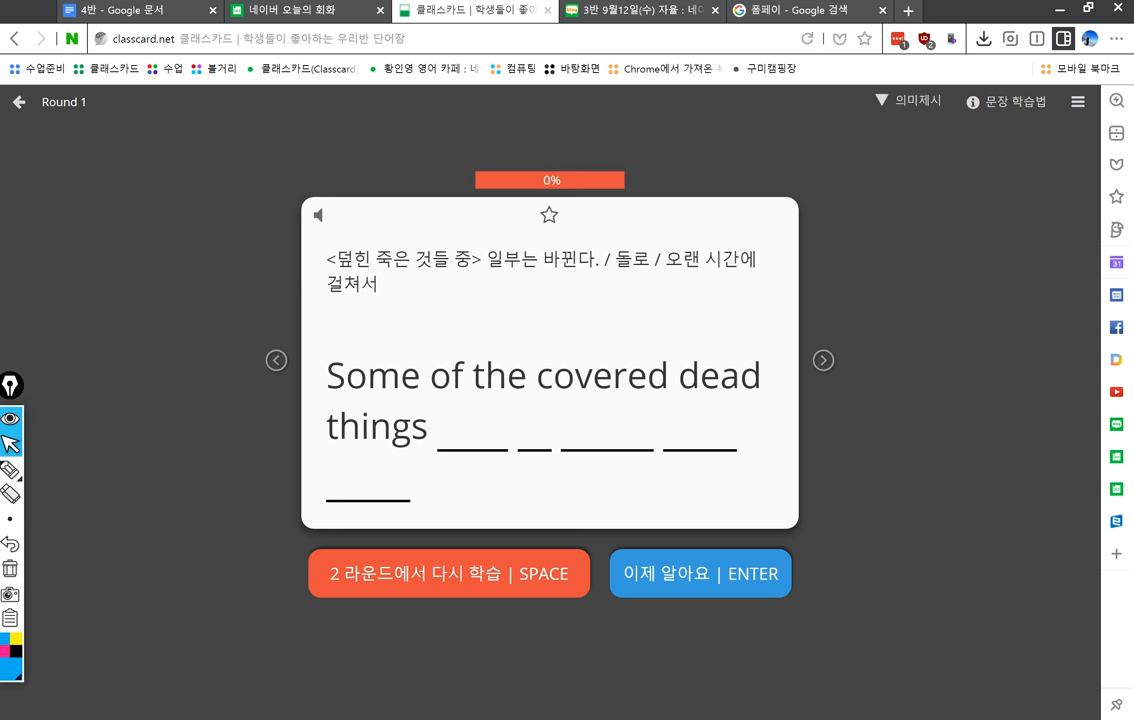 4반 - Google 문서
네이버 오늘의 회화
클래스카드 | 학생들이 좋아
3반 9월12일(수) 자율 : 네이
폼페이 - Google 검색
classcard.net 클래스카드 | 학생들이 좋아하는 우리반 단어장
1
2
수업준비
클래스카드
수업
볼거리
클래스카드(Classcard
황인영 영어 카페 : 네
컴퓨팅
바탕화면
Chrome에서 가져온
구미캠핑장
모바일 북마크
Round 1
의미제시
문장 학습법
0%
<덮힌 죽은 것들 중> 일부는 바뀐다. / 돌로 / 오랜 시간에
걸쳐서
Some of the covered dead
things
2 라운드에서 다시 학습 | SPACE
이제 알아요 | ENTER
31